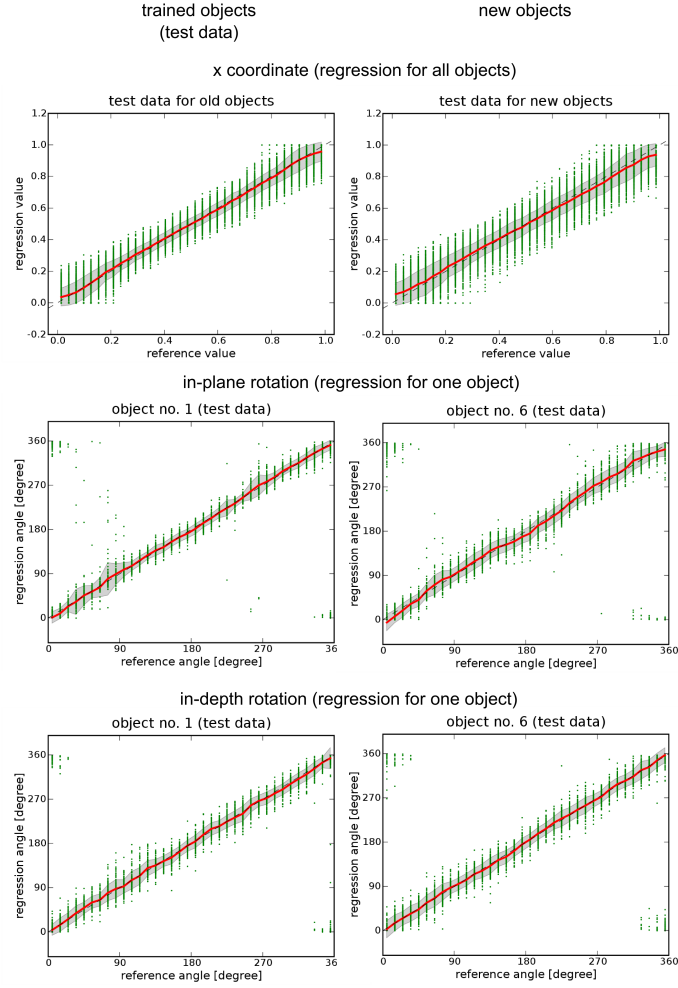 trained objects
(test data)
new objects
x coordinate (regression for all objects)
test data for old objects
test data for new objects
1.2
1.0
0.8
0.6
0.4
0.2
0.0
-0.2
regression value
0.0
0.2
0.4
0.6
0.8
1.0
reference value
1.2
1.0
0.8
0.6
0.4
0.2
0.0
-0.2
regression value
0.0
0.2
0.4
0.6
0.8
1.0
reference value
in-plane rotation (regression for one object)
object no. 1 (test data)
object no. 6 (test data)
360
270
180
90
0
regression angle [degree]
0
90
180
270
36
reference angle [degree]
360
270
180
90
0
regression angle [degree]
0
90
180
270
360
reference angle [degree]
in-depth rotation (regression for one object)
object no. 1 (test data)
object no. 6 (test data)
360
270
180
90
0
regression angle [degree]
0
90
180
270
36
reference angle [degree]
360
270
180
90
0
regression angle [degree]
0
90
180
270
360
reference angle [degree]